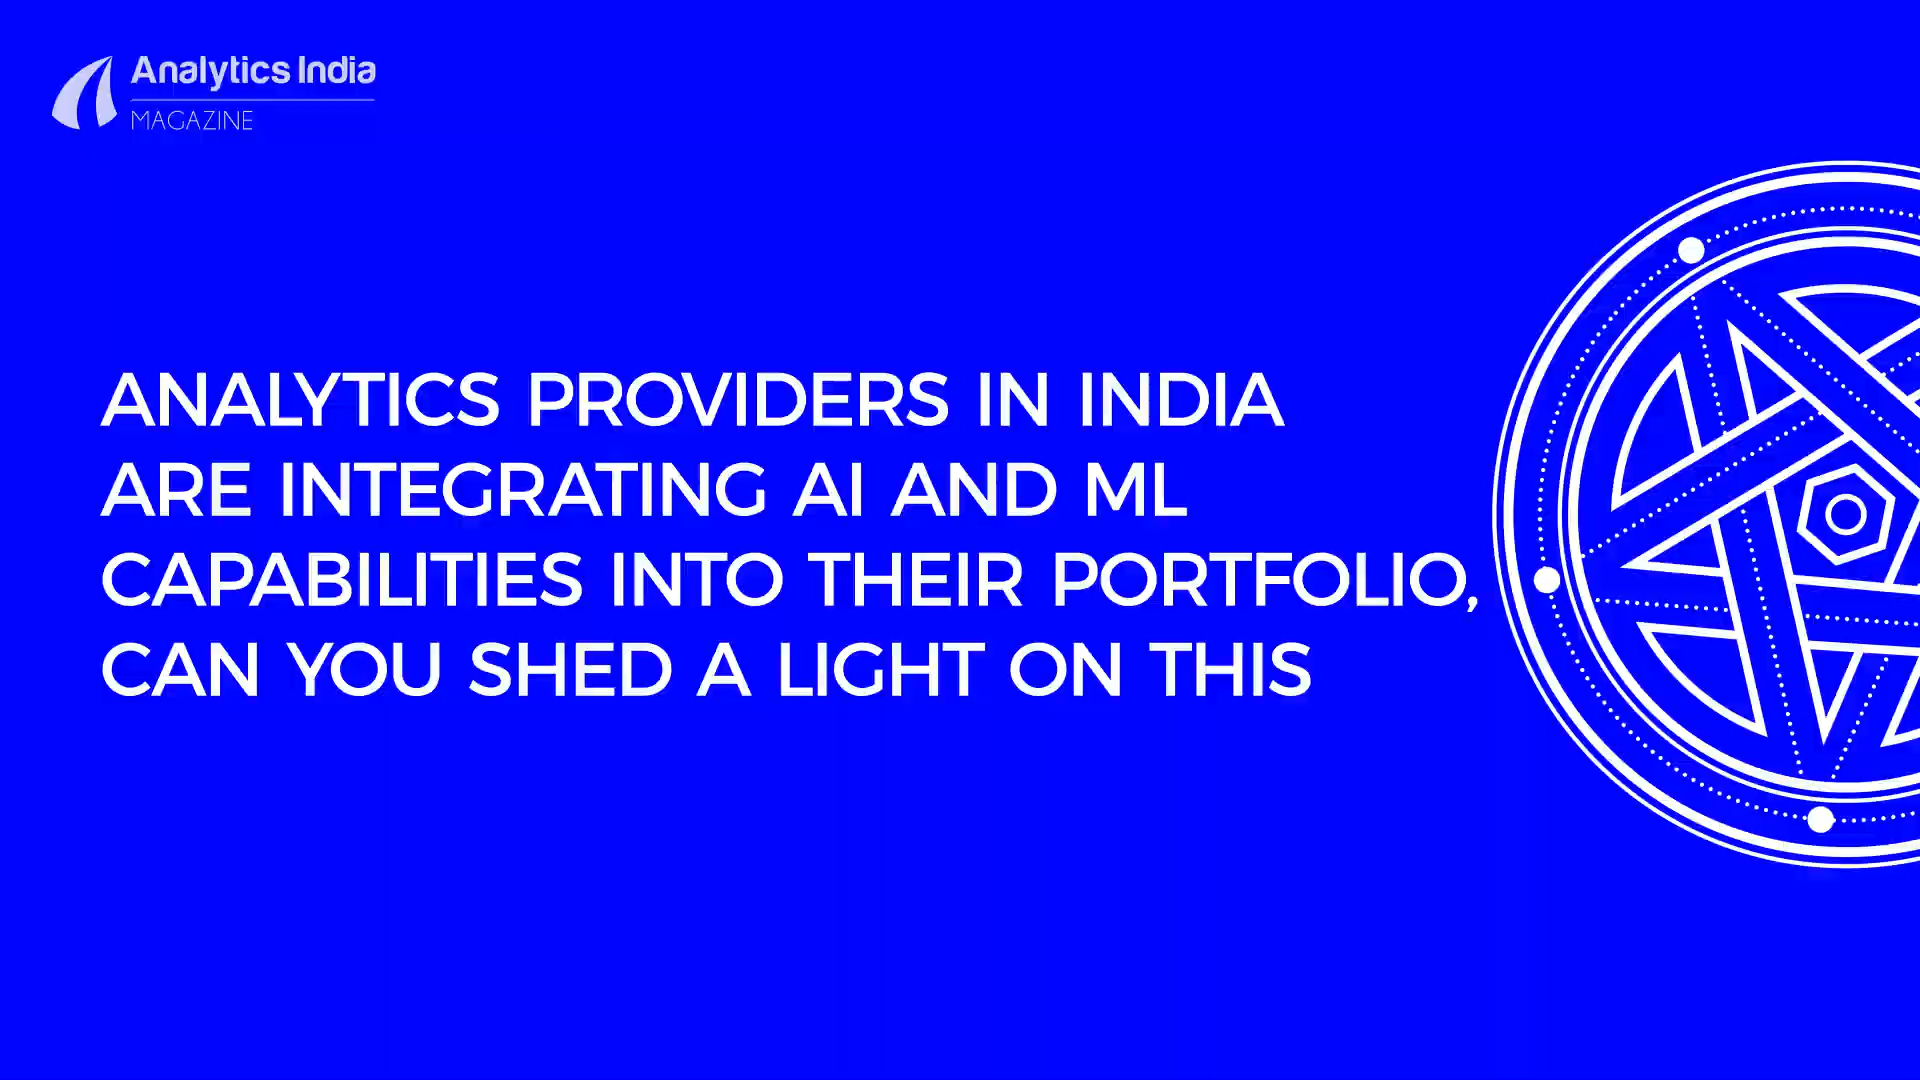 Analytics India
MAGAZINE
ANALYTICS PROVIDERS IN INDIA
ARE INTEGRATING AI AND ML
CAPABILITIES INTO THEIR PORTFOLIO,
CAN YOU SHED A LIGHT ON THIS